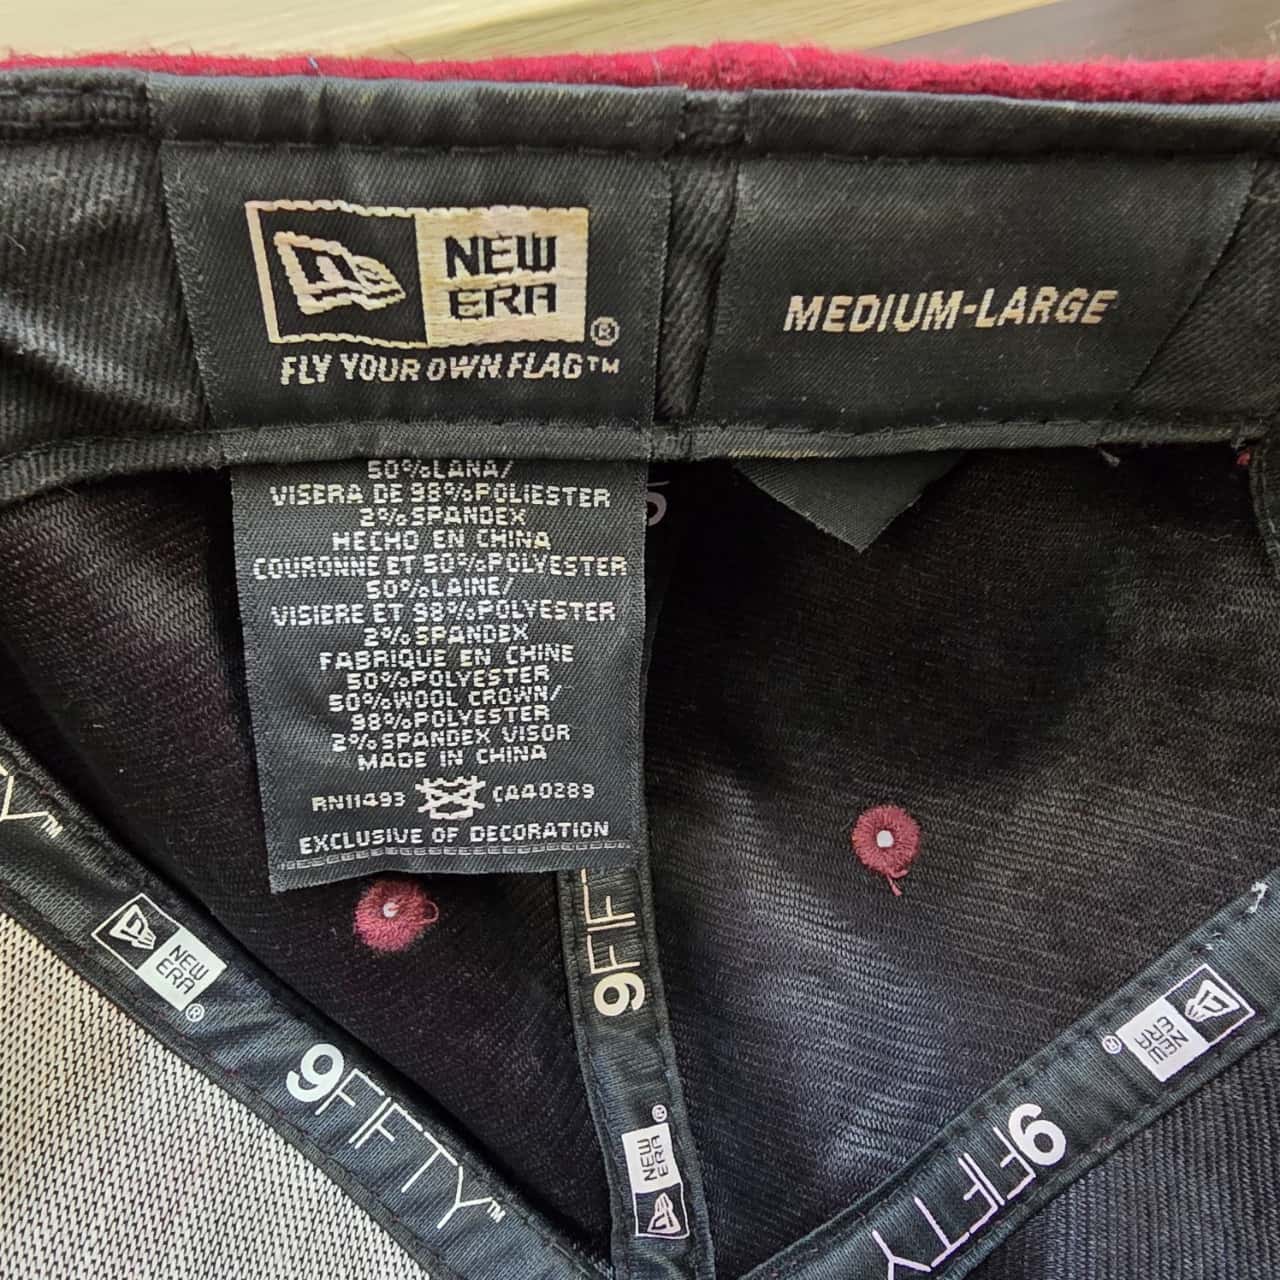 NEW
ERA
®
FLY YOUR OWN FLAG™
MEDIUM-LARGE
50%LANA/
VISERA DE 98%POLIESTER
2%SPANDEX
HECHO EN CHINA
COURONNE ET 50%POLYESTER
50%LAINE/
VISIERE ET 98%POLYESTER
2%SPANDEX
FABRIQUE EN CHINE
50%POLYESTER
50%WOOL CROWN/
98%POLYESTER
2%SPANDEX VISOR
MADE IN CHINA
RN11493 CA40289
EXCLUSIVE OF DECORATION
Y™
NEW
ERA
®
9FIFTY™
9FIF
NEW
ERA
®
NEW
ERA
®
9FIFTY